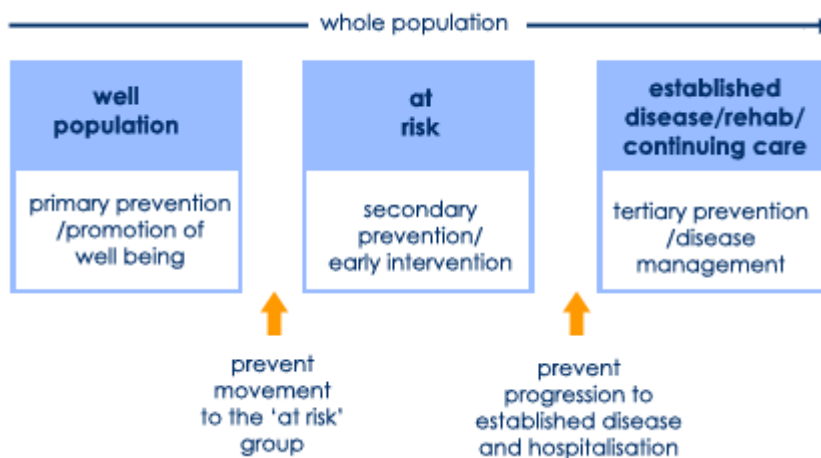 whole population
well
population
primary prevention
/promotion of
well being
at
risk
secondary
prevention/
early intervention
established
disease/rehab/
continuing care
tertiary prevention
/disease
management
prevent
movement
to the ‘at risk’
group
prevent
progression to
established disease
and hospitalisation